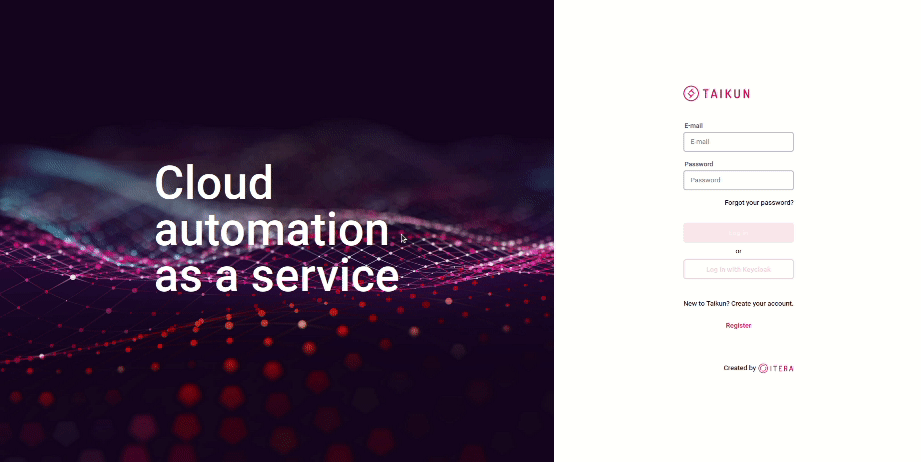 Cloud
automation
as a service
TAIKUN
E-mail
E-mail
Password
Password
Forgot your password?
Log in
or
Log in with Keycloak
New to Taikun? Create your account.
Register
Created by ITERA